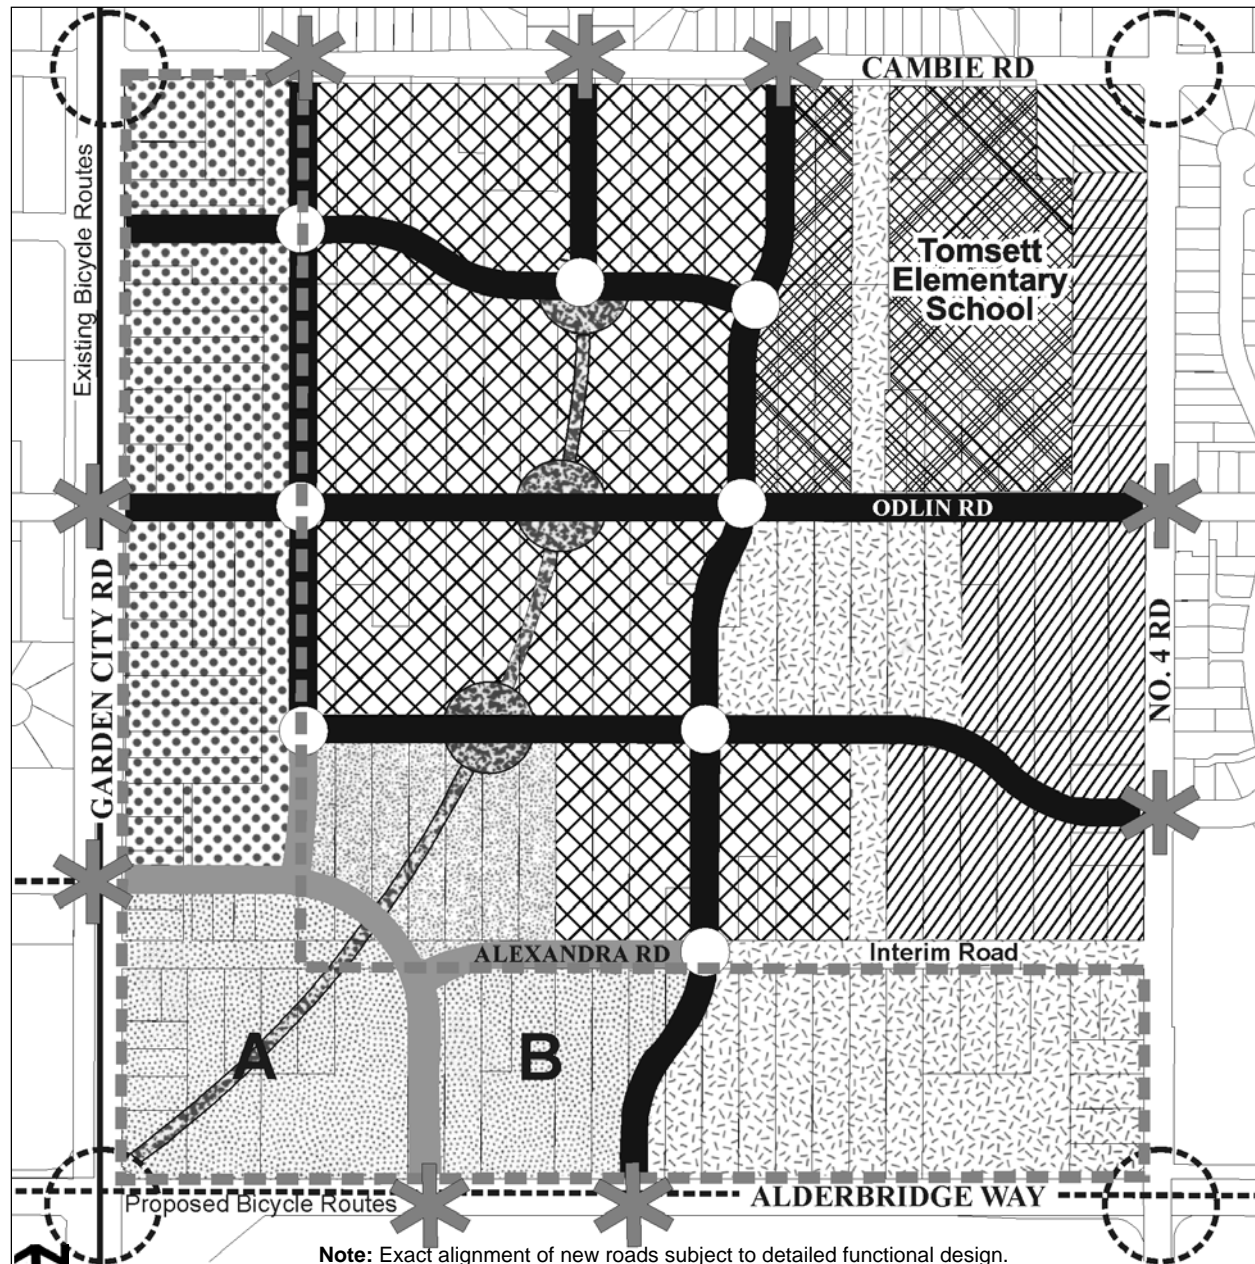 CAMBIE RD
Existing Bicycle Routes
Tomsett
Elementary
School
ODLIN RD
GARDEN CITY RD
NO. 4 RD
ALEXANDRA RD
Interim Road
A
B
Proposed Bicycle Routes
ALDERBRIDGE WAY
Note: Exact alignment of new roads subject to detailed functional design.